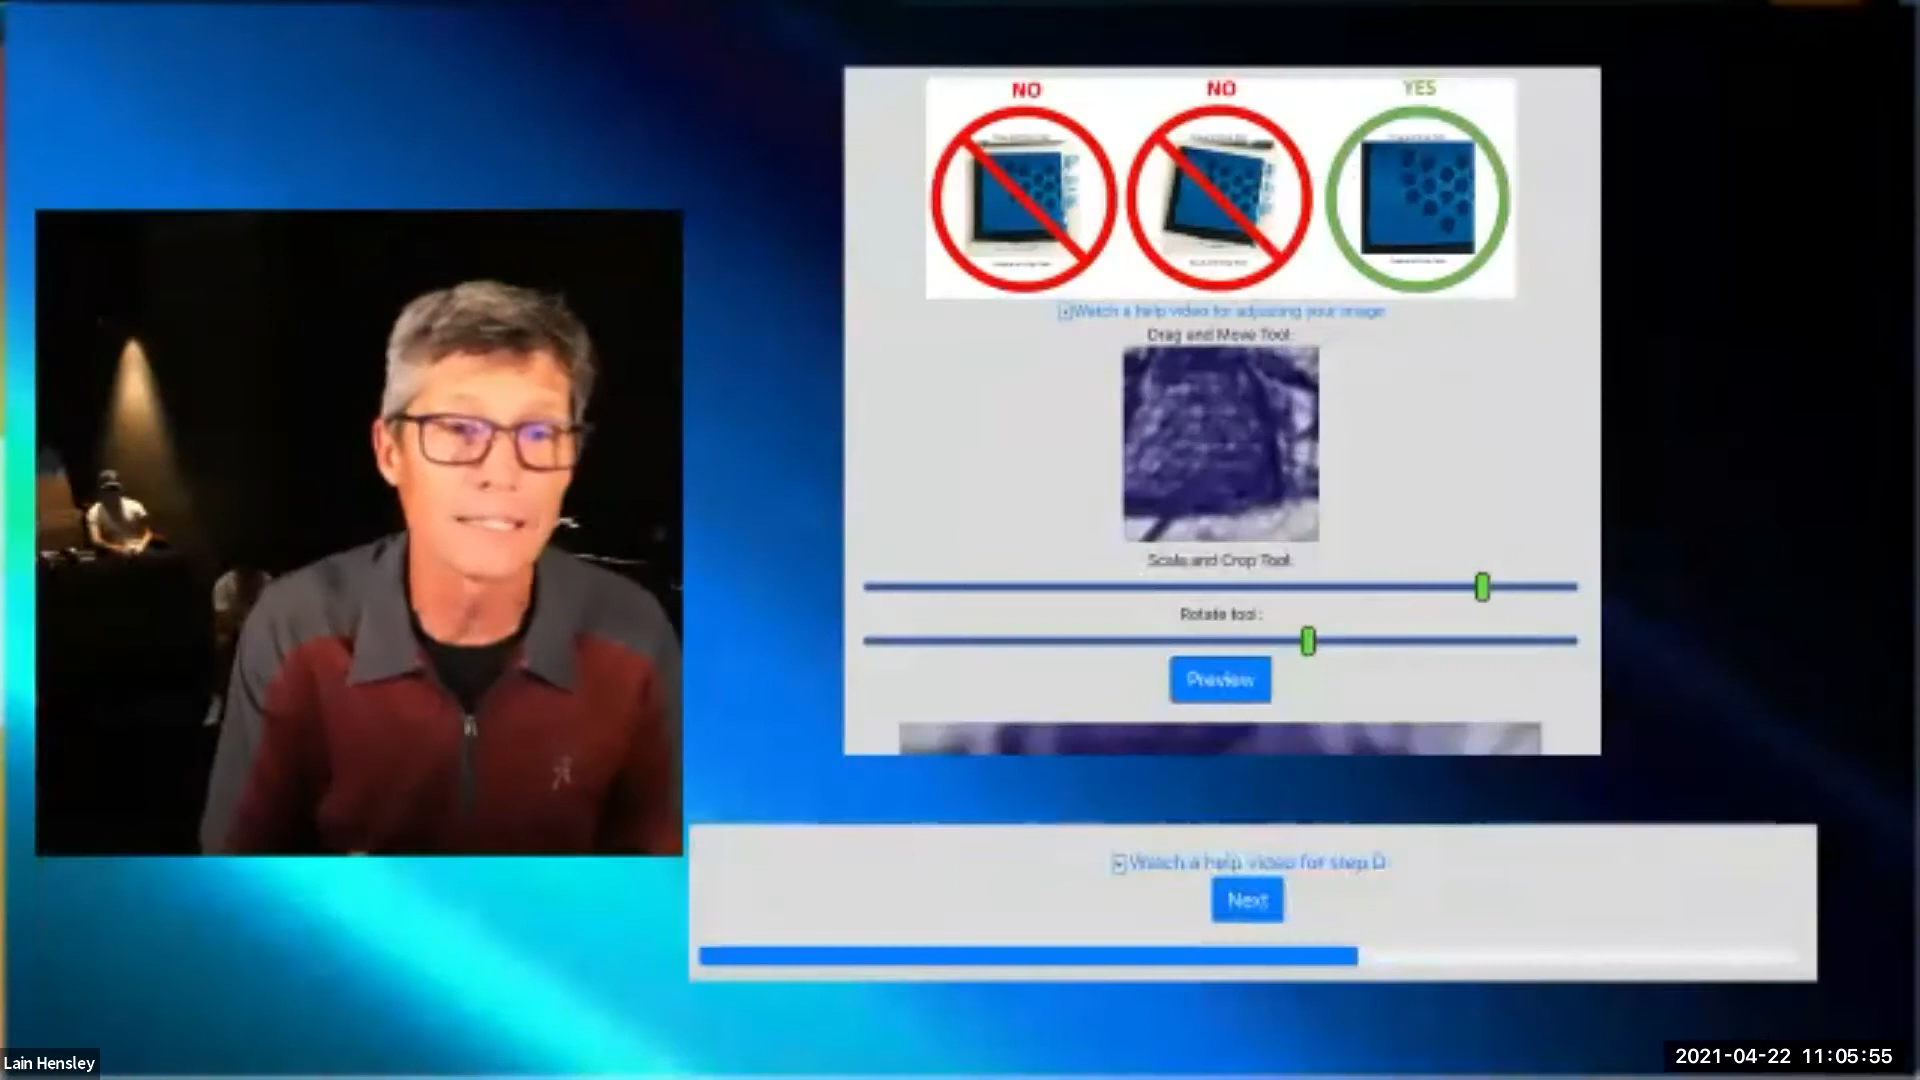 NO
NO
YES
Watch a help video for adjusting your image
Drag and Move Tool:
Scale and Crop Tool:
Rotate tool:
Preview
Watch a help video for step D
Next
Lain Hensley
2021-04-22 11:05:55